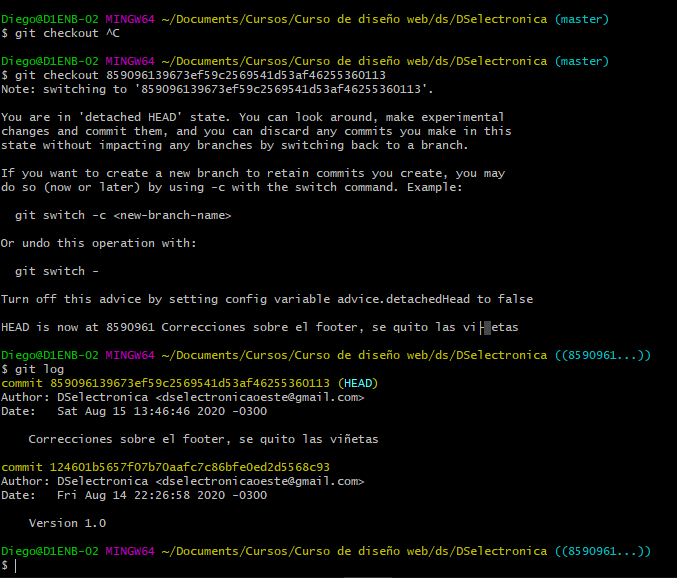 Diego@D1ENB-02 MINGW64 ~/Documents/Cursos/Curso de diseño web/ds/DSelectronica (master)
$ git checkout ^C
Diego@D1ENB-02 MINGW64 ~/Documents/Cursos/Curso de diseño web/ds/DSelectronica (master)
$ git checkout 859096139673ef59c2569541d53af46255360113
Note: switching to '859096139673ef59c2569541d53af46255360113'.
You are in 'detached HEAD' state. You can look around, make experimental
changes and commit them, and you can discard any commits you make in this
state without impacting any branches by switching back to a branch.
If you want to create a new branch to retain commits you create, you may
do so (now or later) by using -c with the switch command. Example:
  git switch -c <new-branch-name>
Or undo this operation with:
  git switch -
Turn off this advice by setting config variable advice.detachedHead to false
HEAD is now at 8590961 Correcciones sobre el footer, se quito las
Diego@D1ENB-02 MINGW64 ~/Documents/Cursos/Curso de diseño web/ds/DSelectronica ((8590961...))
$ git log
commit 859096139673ef59c2569541d53af46255360113 (HEAD)
Author: DSelectronica <dselectronicaoeste@gmail.com>
Date:   Sat Aug 15 13:46:46 2020 -0300
    Correcciones sobre el footer, se quito las viñetas
commit 124601b5657f07b70aafc7c86bfe0ed2d5568c93
Author: DSelectronica <dselectronicaoeste@gmail.com>
Date:   Fri Aug 14 22:26:58 2020 -0300
    Version 1.0
Diego@D1ENB-02 MINGW64 ~/Documents/Cursos/Curso de diseño web/ds/DSelectronica ((8590961...))
$